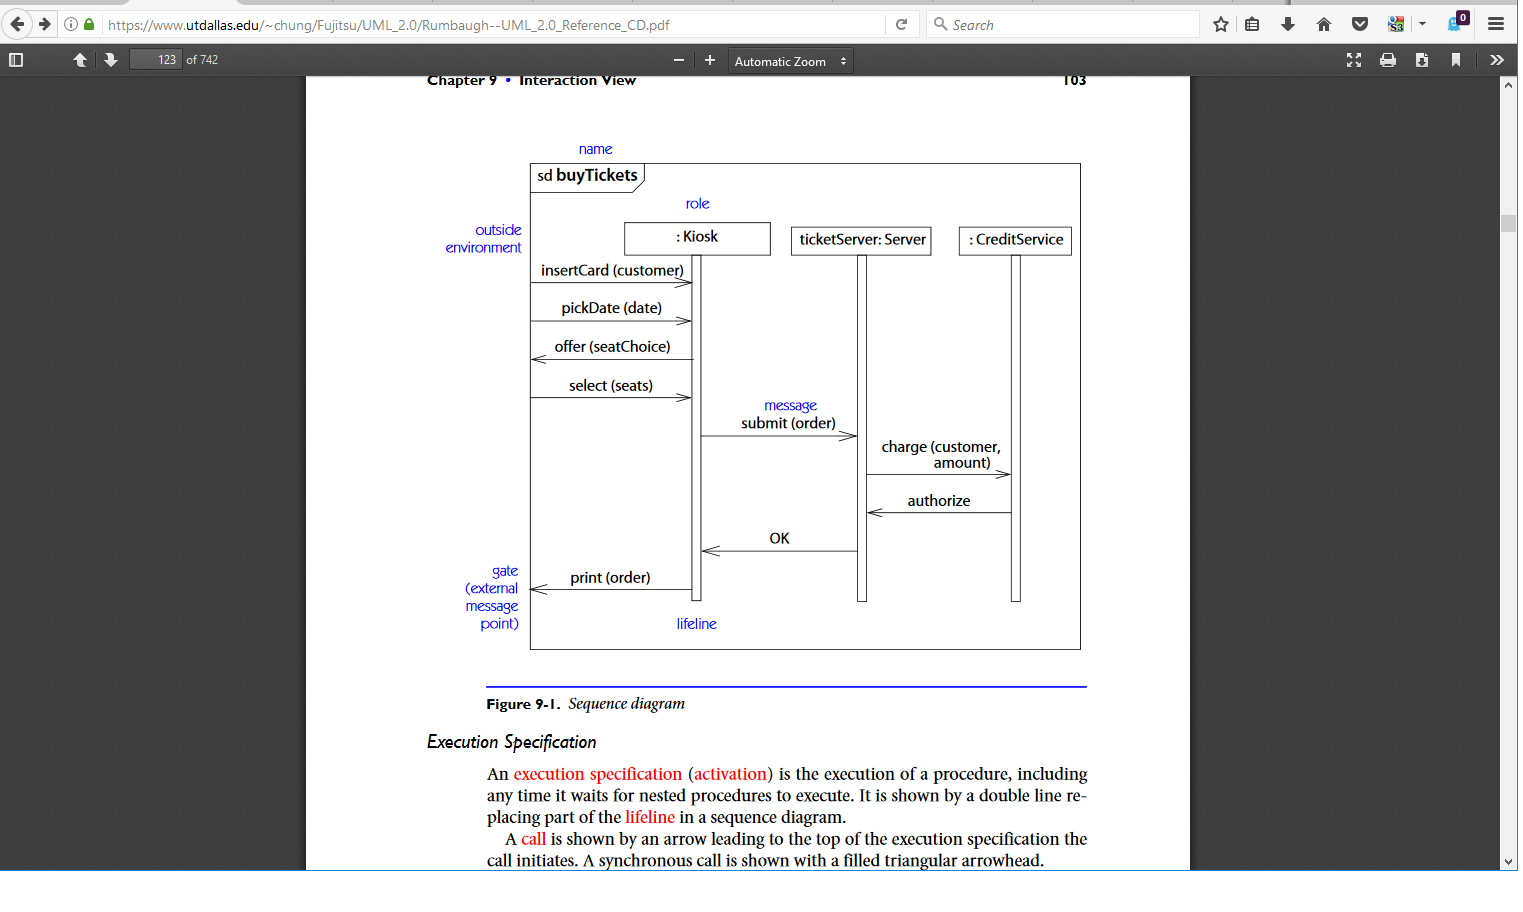 https://www.utdallas.edu/~chung/Fujitsu/UML_2.0/Rumbaugh--UML_2.0_Reference_CD.pdf
Search
0
123 of 742
Automatic Zoom
Chapter 9 • Interaction View 103
name
sd buyTickets
role
outside
environment
: Kiosk
ticketServer: Server
: CreditService
insertCard (customer)
pickDate (date)
offer (seatChoice)
select (seats)
message
submit (order)
charge (customer,
amount)
authorize
OK
gate
(external
message
point)
print (order)
lifeline
Figure 9-1. Sequence diagram
Execution Specification
An execution specification (activation) is the execution of a procedure, including
any time it waits for nested procedures to execute. It is shown by a double line re-
placing part of the lifeline in a sequence diagram.
A call is shown by an arrow leading to the top of the execution specification the
call initiates. A synchronous call is shown with a filled triangular arrowhead.